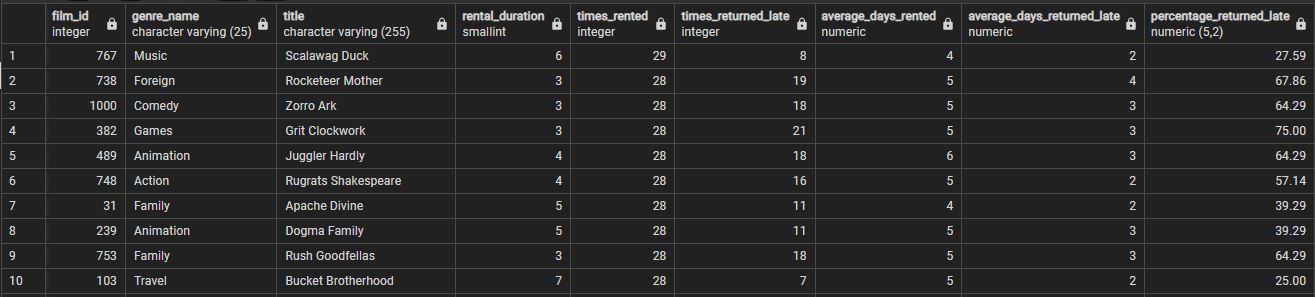 film_id genre_name title rental_duration times_rented times_returned_late average_days_rented average_days_returned_late percentage_returned_late
integer character varying (25) character varying (255) smallint integer integer numeric numeric numeric (5,2)
1 767 Music Scalawag Duck 6 29 8 4 2 27.59
2 738 Foreign Rocketeer Mother 3 28 19 5 4 67.86
3 1000 Comedy Zorro Ark 3 28 18 5 3 64.29
4 382 Games Grit Clockwork 3 28 21 5 3 75.00
5 489 Animation Juggler Hardly 4 28 18 6 3 64.29
6 748 Action Rugrats Shakespeare 4 28 16 5 2 57.14
7 31 Family Apache Divine 5 28 11 4 2 39.29
8 239 Animation Dogma Family 5 28 11 5 3 39.29
9 753 Family Rush Goodfellas 3 28 18 5 3 64.29
10 103 Travel Bucket Brotherhood 7 28 7 5 2 25.00